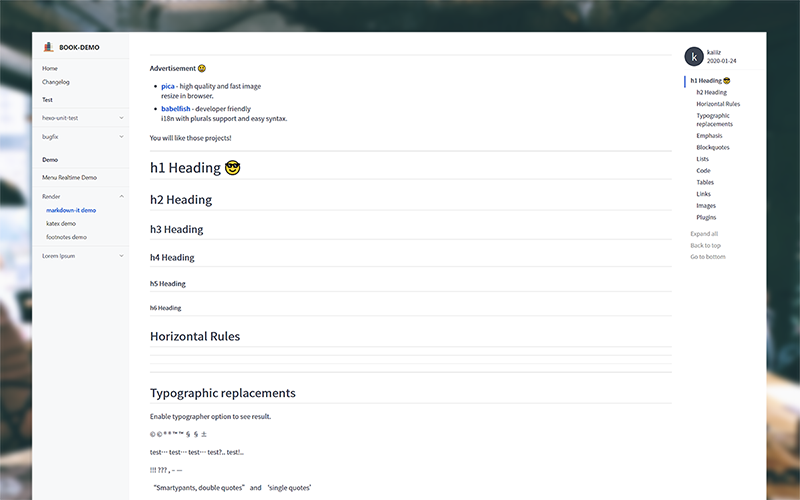 BOOK-DEMO
Home
Changelog
Test
hexo-unit-test
bugfix
Demo
Menu Realtime Demo
Render
markdown-it demo
katex demo
footnotes demo
Lorem Ipsum
Advertisement 🙂
pica - high quality and fast image
resize in browser.
babelfish - developer friendly
i18n with plurals support and easy syntax.
You will like those projects!
h1 Heading 😎
h2 Heading
h3 Heading
h4 Heading
h5 Heading
h6 Heading
Horizontal Rules
Typographic replacements
Enable typographer option to see result.
© © ® ® ™ ™ § § ±
test… test… test… test?.. test!..
!!! ??? , – —
“Smartypants, double quotes” and ‘single quotes’
k
kaiiiz
2020-01-24
h1 Heading 😎
h2 Heading
Horizontal Rules
Typographic
replacements
Emphasis
Blockquotes
Lists
Code
Tables
Links
Images
Plugins
Expand all
Back to top
Go to bottom